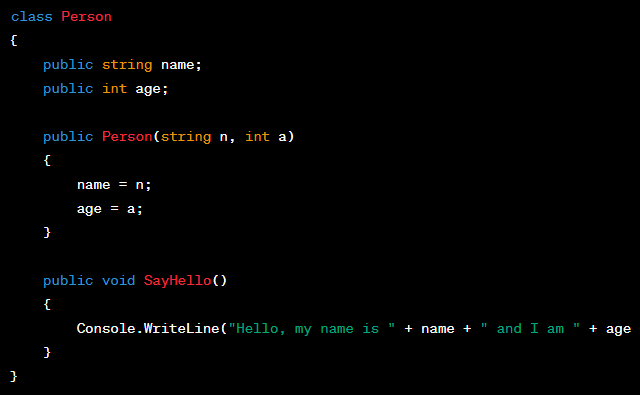 class Person
{
    public string name;
    public int age;

    public Person(string n, int a)
    {
        name = n;
        age = a;
    }

    public void SayHello()
    {
        Console.WriteLine("Hello, my name is " + name + " and I am " + age
    }
}